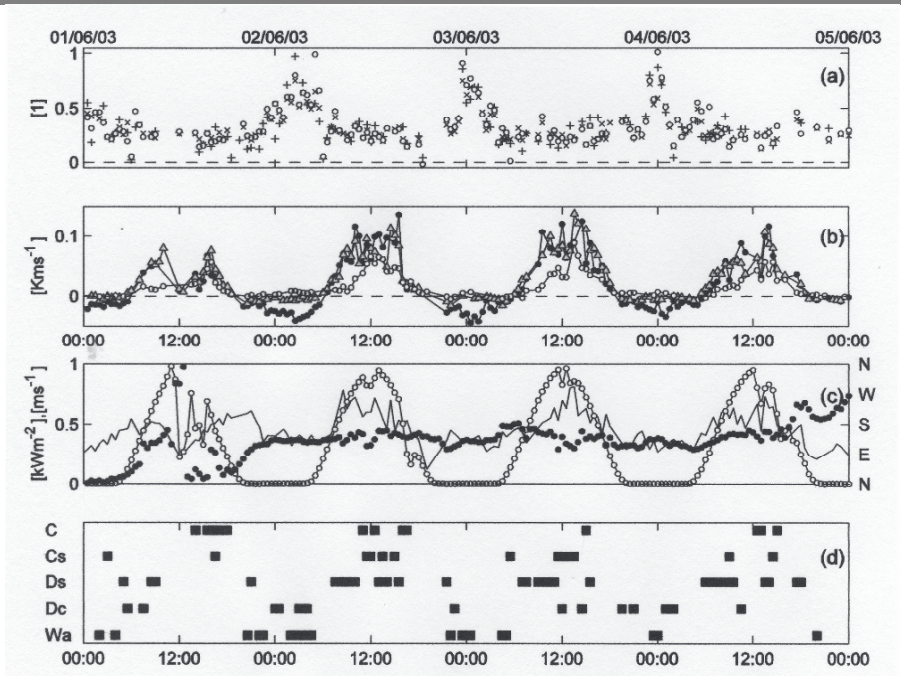 01/06/03 02/06/03 03/06/03 04/06/03 05/06/03
1
0.5
0
[1]
(a)
0.1
0
[Kms⁻¹]
(b)
00:00 12:00 00:00 12:00 00:00 12:00 00:00 12:00 00:00
1
0.5
0
[kWm⁻²],[ms⁻¹]
(c)
N
W
S
E
N
C
Cs
Ds
Dc
Wa
(d)
00:00 12:00 00:00 12:00 00:00 12:00 00:00 12:00 00:00